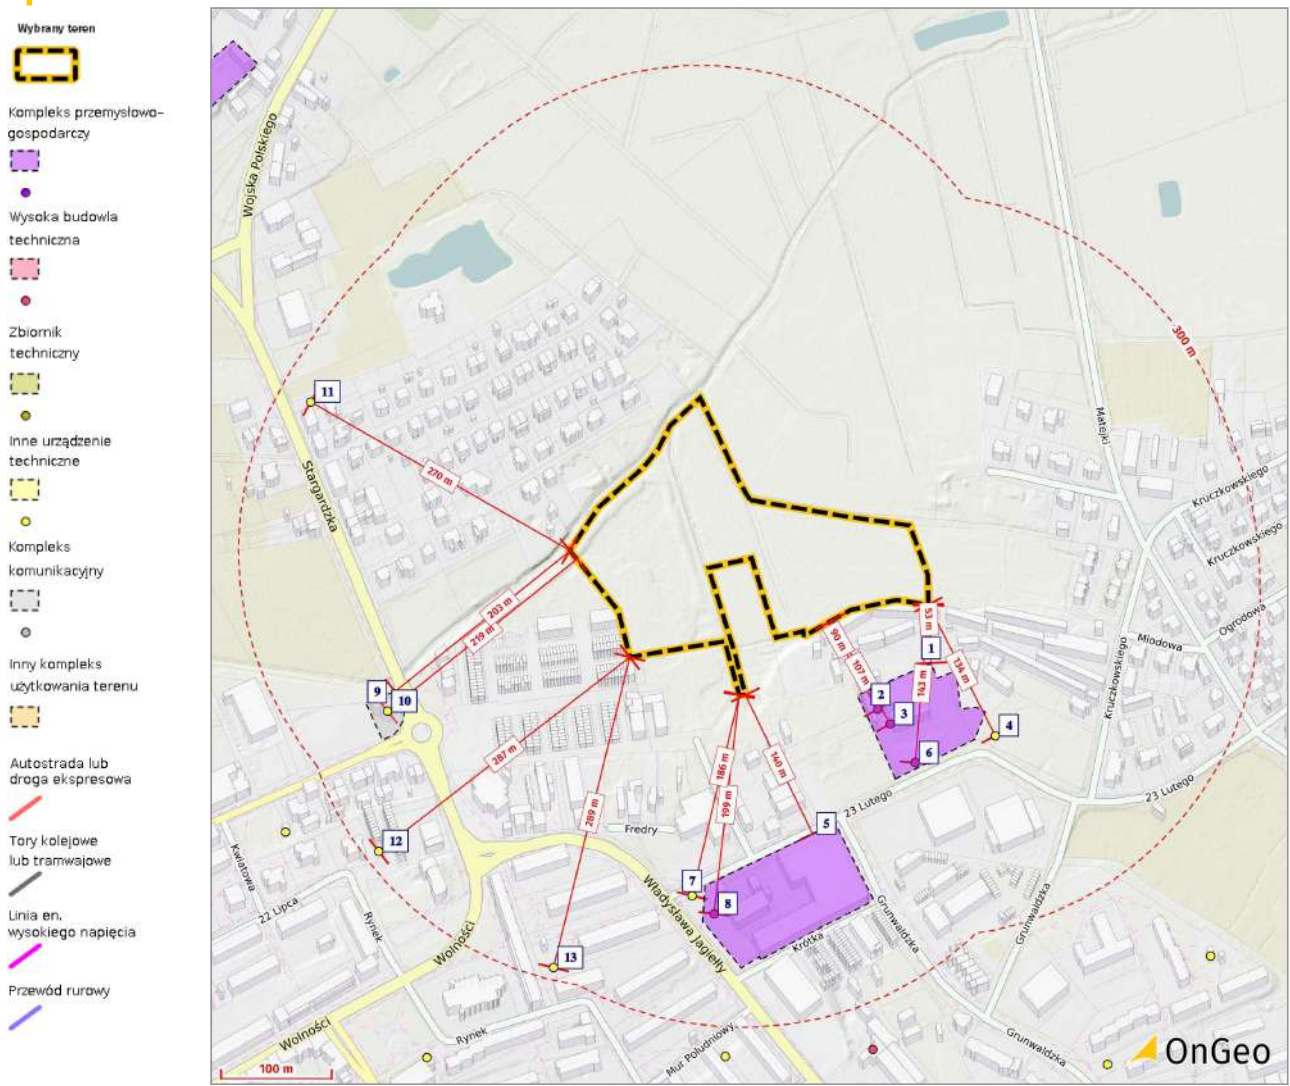 Wybrany teren
Kompleks przemysłowo-
gospodarczy
Wysoka budowla
techniczna
Zbiornik
techniczny
Inne urządzenie
techniczne
Kompleks
komunikacyjny
Inny kompleks
użytkowania terenu
Autostrada lub
droga ekspresowa
Tory kolejowe
lub tramwajowe
Linia en.
wysokiego napięcia
Przewód rurowy
Wojska Polskiego
300 m
11
270 m
Matejki
Stargardzka
Kruczkowskiego
Kruczkowskiego
203 m
219 m
53 m
Ogrodowa
90 m
1
Miodowa
107 m
134 m
143 m
Kruczkowskiego
9
10
2
3
4
287 m
186 m
140 m
6
289 m
199 m
23 Lutego
23 Lutego
5
Fredry
12
Kwiatowa
7
8
Władysława Jagiełły
22 Lipca
Rynek
Wolności
Grunwaldzka
Grunwaldzka
Krótka
13
Wolności
Rynek
Mur Południowy
Grunwaldzka
100 m
OnGeo